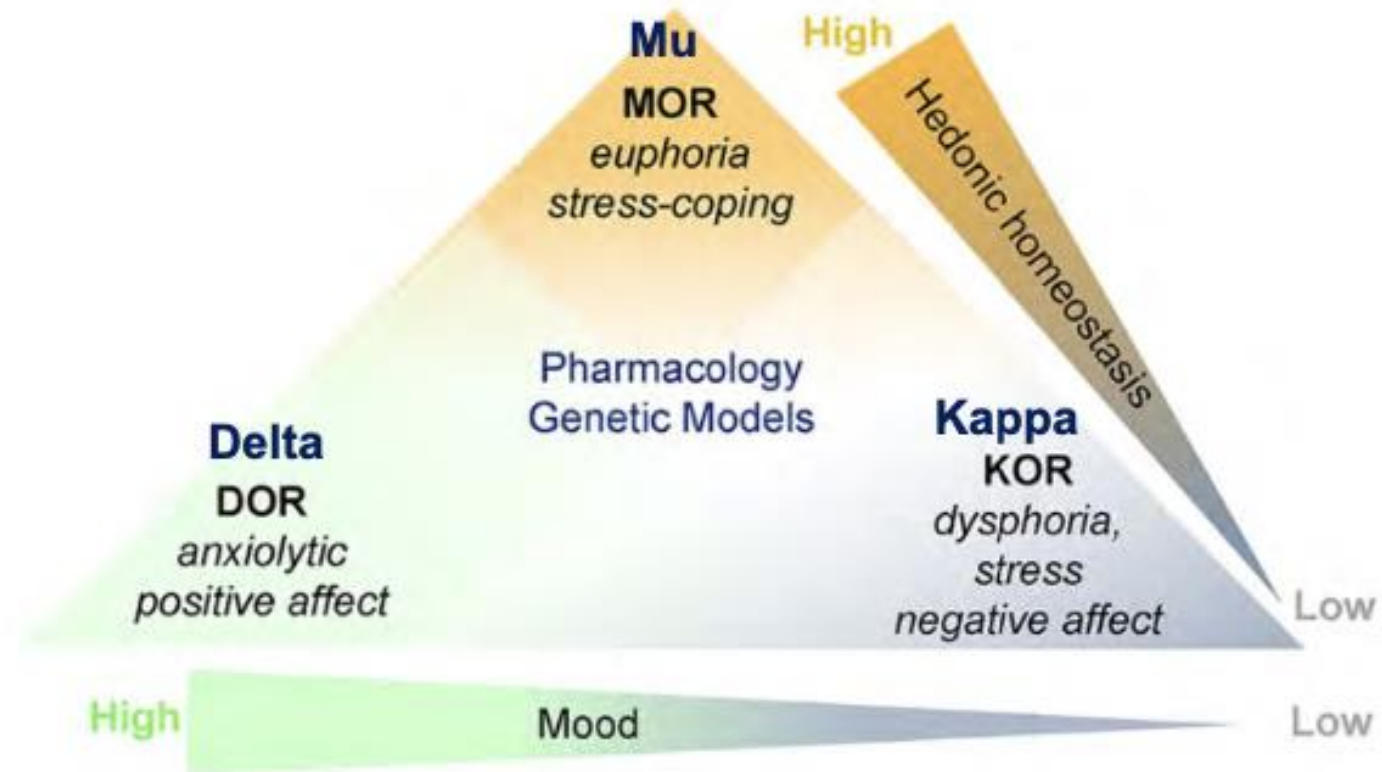 Mu
MOR
euphoria
stress-coping
High
Hedonic homeostasis
Low
Pharmacology
Genetic Models
Delta
DOR
anxiolytic
positive affect
Kappa
KOR
dysphoria,
stress
negative affect
High
Mood
Low